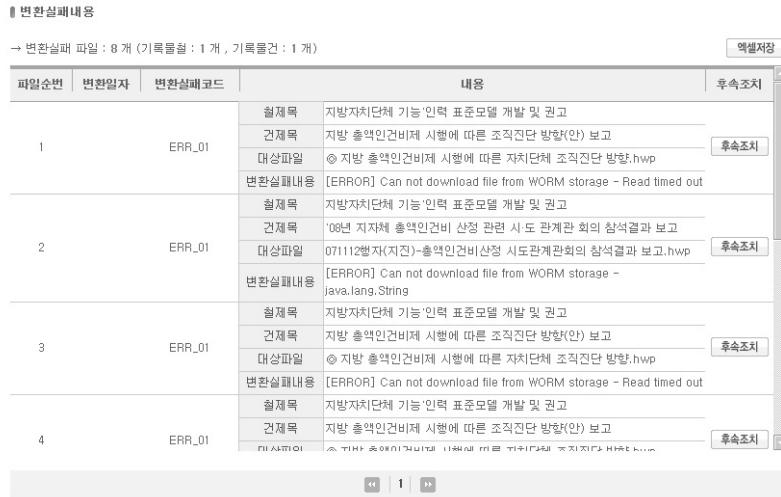 변환실패내용
→ 변환실패 파일 : 8 개 (기록물철 : 1 개 , 기록물건 : 1 개)
엑셀저장
파일순번 변환일자 변환실패코드 내용 후속조치
1 ERR_01 후속조치
철제목 지방자치단체 기능'인력 표준모델 개발 및 권고
건제목 지방 총액인건비제 시행에 따른 조직진단 방향(안) 보고
대상파일 ◎ 지방 총액인건비제 시행에 따른 자치단체 조직진단 방향.hwp
변환실패내용 [ERROR] Can not download file from WORM storage - Read timed out
2 ERR_01 후속조치
철제목 지방자치단체 기능'인력 표준모델 개발 및 권고
건제목 '08년 지자체 총액인건비 산정 관련 시·도 관계관 회의 참석결과 보고
대상파일 071112행자(지진)-총액인건비산정 시도관계관회의 참석결과 보고.hwp
변환실패내용 [ERROR] Can not download file from WORM storage -
java.lang.String
3 ERR_01 후속조치
철제목 지방자치단체 기능'인력 표준모델 개발 및 권고
건제목 지방 총액인건비제 시행에 따른 조직진단 방향(안) 보고
대상파일 ◎ 지방 총액인건비제 시행에 따른 자치단체 조직진단 방향.hwp
변환실패내용 [ERROR] Can not download file from WORM storage - Read timed out
4 ERR_01 후속조치
철제목 지방자치단체 기능'인력 표준모델 개발 및 권고
건제목 지방 총액인건비제 시행에 따른 조직진단 방향(안) 보고
1